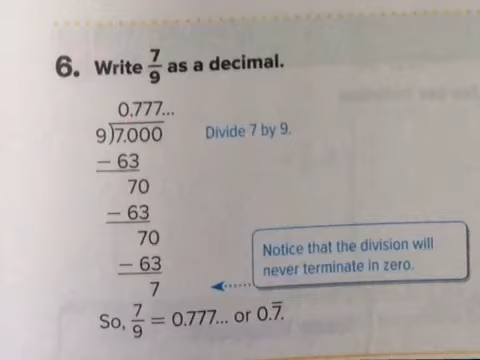 6. Write 7/9 as a decimal.
0.777...
9)7.000
Divide 7 by 9.
− 63
70
− 63
70
− 63
7
Notice that the division will
never terminate in zero.
So, 7/9 = 0.777... or 0.7̅.